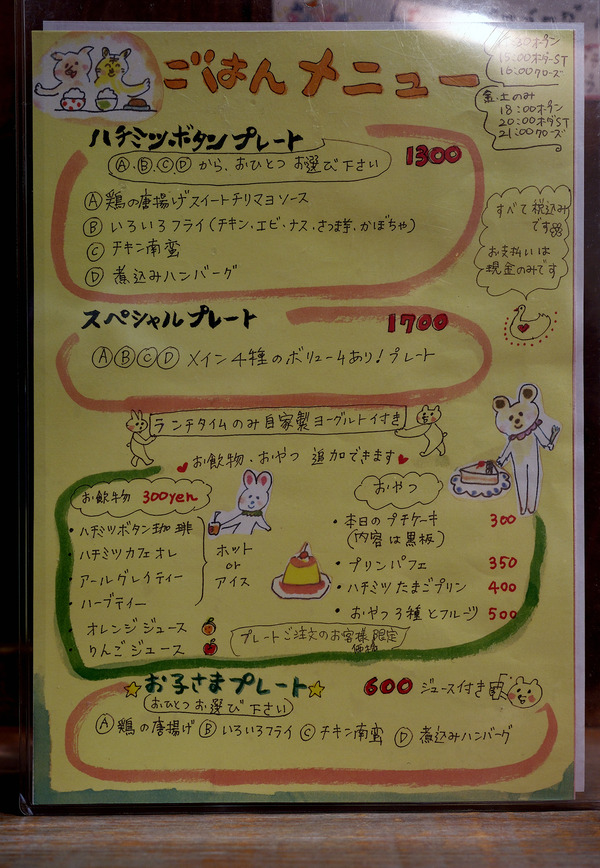 ごはんメニュー
15:00オーダーST
16:00クローズ
金.土のみ
18:00オープン
20:00オーダST
21:00クローズ
ハチミツボタンプレート
Ⓐ.Ⓑ.Ⓒ.Ⓓから、おひとつお選び下さい
1300
Ⓐ鶏の唐揚げスイートチリマヨソース
Ⓑいろいろフライ(チキン.エビ.ナス.さつま芋.かぼちゃ)
Ⓒチキン南蛮
Ⓓ煮込みハンバーグ
すべて税込み
です
お支払いは
現金のみです
スペシャルプレート
1700
ⒶⒷⒸⒹメイン4種のボリュームあり!プレート
ランチタイムのみ自家製ヨーグルト付き
♥お飲物・おやつ 追加できます♥
お飲物 300yen
・ハチミツボタン珈琲
・ハチミツカフェオレ
・アールグレイティー
・ハーブティー
ホット
or
アイス
オレンジジュース
・りんごジュース
おやつ
・本日のプチケーキ 300
(内容は黒板)
・プリンパフェ 350
・ハチミツたまごプリン 400
・おやつ3種とフルーツ 500
プレートご注文のお客様限定
価格
☆お子さまプレート☆ 600 ジュース付き
おひとつお選び下さい
Ⓐ鶏の唐揚げ Ⓑいろいろフライ Ⓒチキン南蛮 Ⓓ煮込みハンバーグ